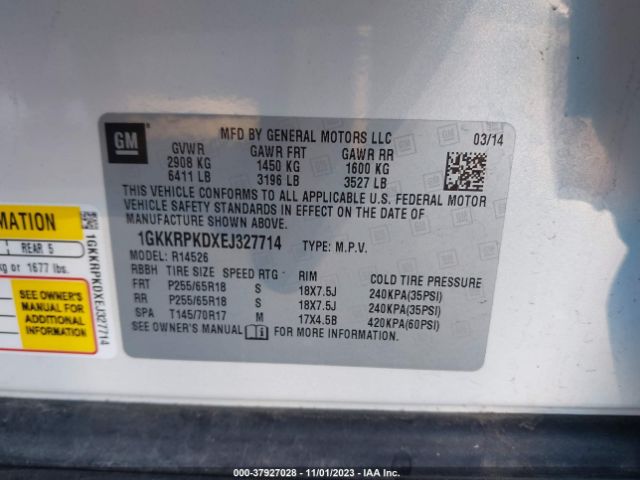 GM
MFD BY GENERAL MOTORS LLC 03/14
GVWR GAWR FRT GAWR RR
2908 KG 1450 KG 1600 KG
6411 LB 3196 LB 3527 LB
THIS VEHICLE CONFORMS TO ALL APPLICABLE U.S. FEDERAL MOTOR
VEHICLE SAFETY STANDARDS IN EFFECT ON THE DATE OF
MANUFACTURE SHOWN ABOVE.
1GKKRPKDXEJ327714 TYPE: M.P.V.
MODEL: R14526
RBBH TIRE SIZE SPEED RTG RIM COLD TIRE PRESSURE
FRT P255/65R18 S 18X7.5J 240KPA(35PSI)
RR P255/65R18 S 18X7.5J 240KPA(35PSI)
SPA T145/70R17 M 17X4.5B 420KPA(60PSI)
SEE OWNER'S MANUAL FOR MORE INFORMATION.
REAR 5
kg or 1677 lbs.
SEE OWNER'S
MANUAL FOR
ADDITIONAL
INFORMATION
1GKKRPKDXEJ327714
000-37927028 - 11/01/2023 - IAA Inc.